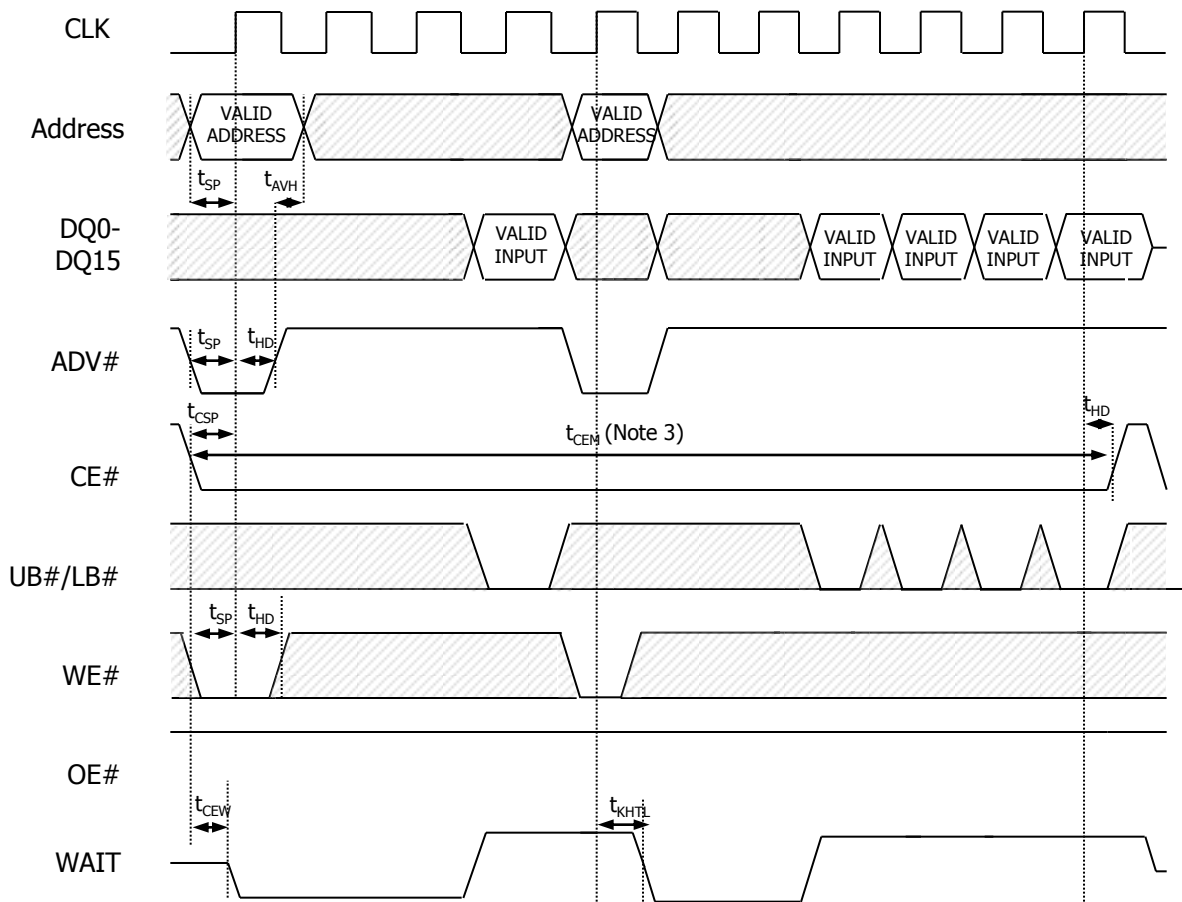 CLK
Address
VALID
ADDRESS
VALID
ADDRESS
tSP
tAVH
DQ0-
DQ15
VALID
INPUT
VALID
INPUT
VALID
INPUT
VALID
INPUT
VALID
INPUT
ADV#
tSP
tHD
CE#
tCSP
tCEM (Note 3)
tHD
UB#/LB#
WE#
tSP
tHD
OE#
WAIT
tCEW
tKHTL